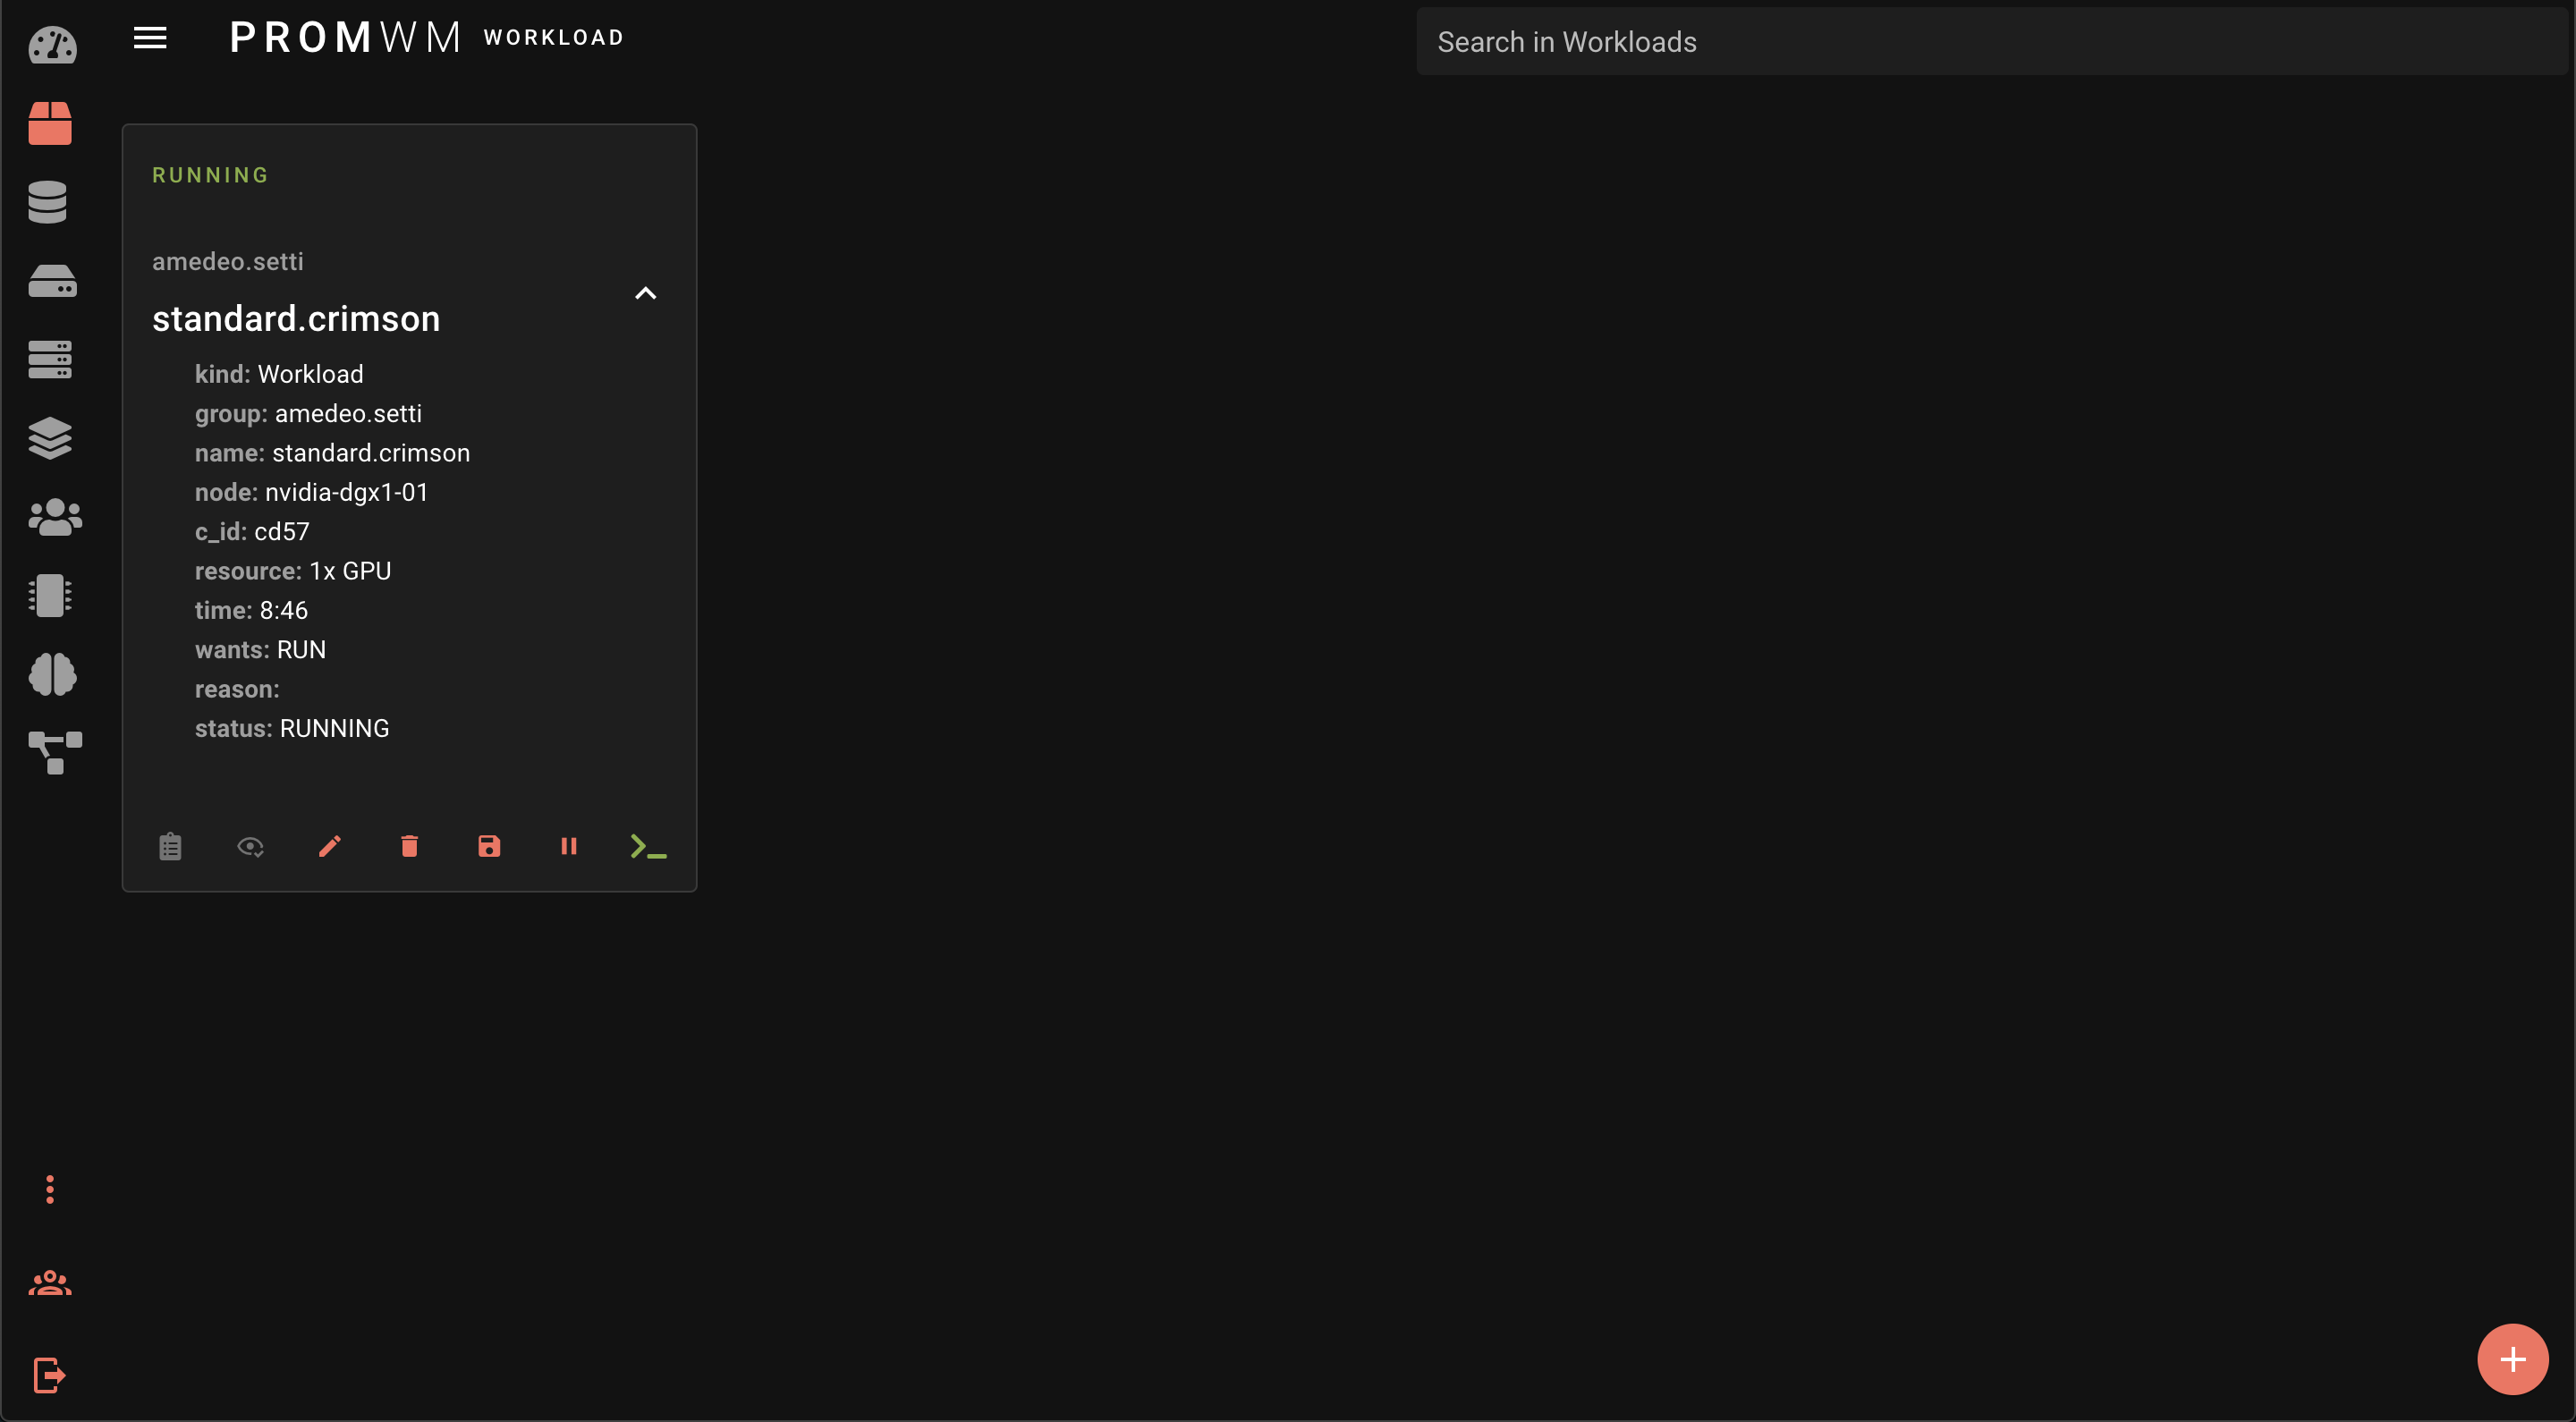 PROMWM WORKLOAD
Search in Workloads
RUNNING
amedeo.setti
standard.crimson
kind: Workload
group: amedeo.setti
name: standard.crimson
node: nvidia-dgx1-01
c_id: cd57
resource: 1x GPU
time: 8:46
wants: RUN
reason:
status: RUNNING